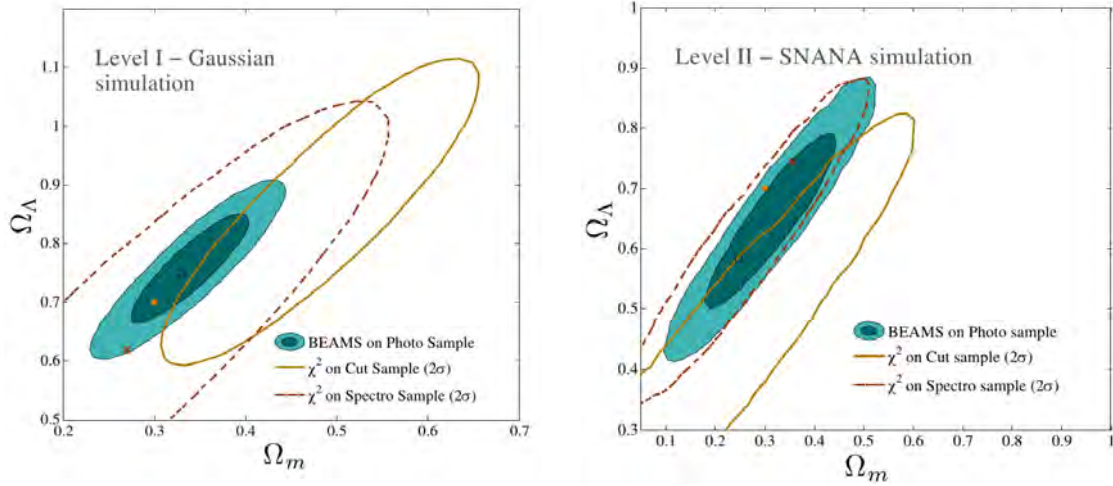 Level I – Gaussian
simulation
1.1
1
0.9
0.8
0.7
0.6
0.5
Ω_Λ
BEAMS on Photo Sample
χ² on Cut Sample (2σ)
χ² on Spectro Sample (2σ)
0.2 0.3 0.4 0.5 0.6 0.7
Ω_m
Level II – SNANA simulation
1
0.9
0.8
0.7
0.6
0.5
0.4
0.3
Ω_Λ
BEAMS on Photo sample
χ² on Cut sample (2σ)
χ² on Spectro sample (2σ)
0.1 0.2 0.3 0.4 0.5 0.6 0.7 0.8 0.9 1
Ω_m